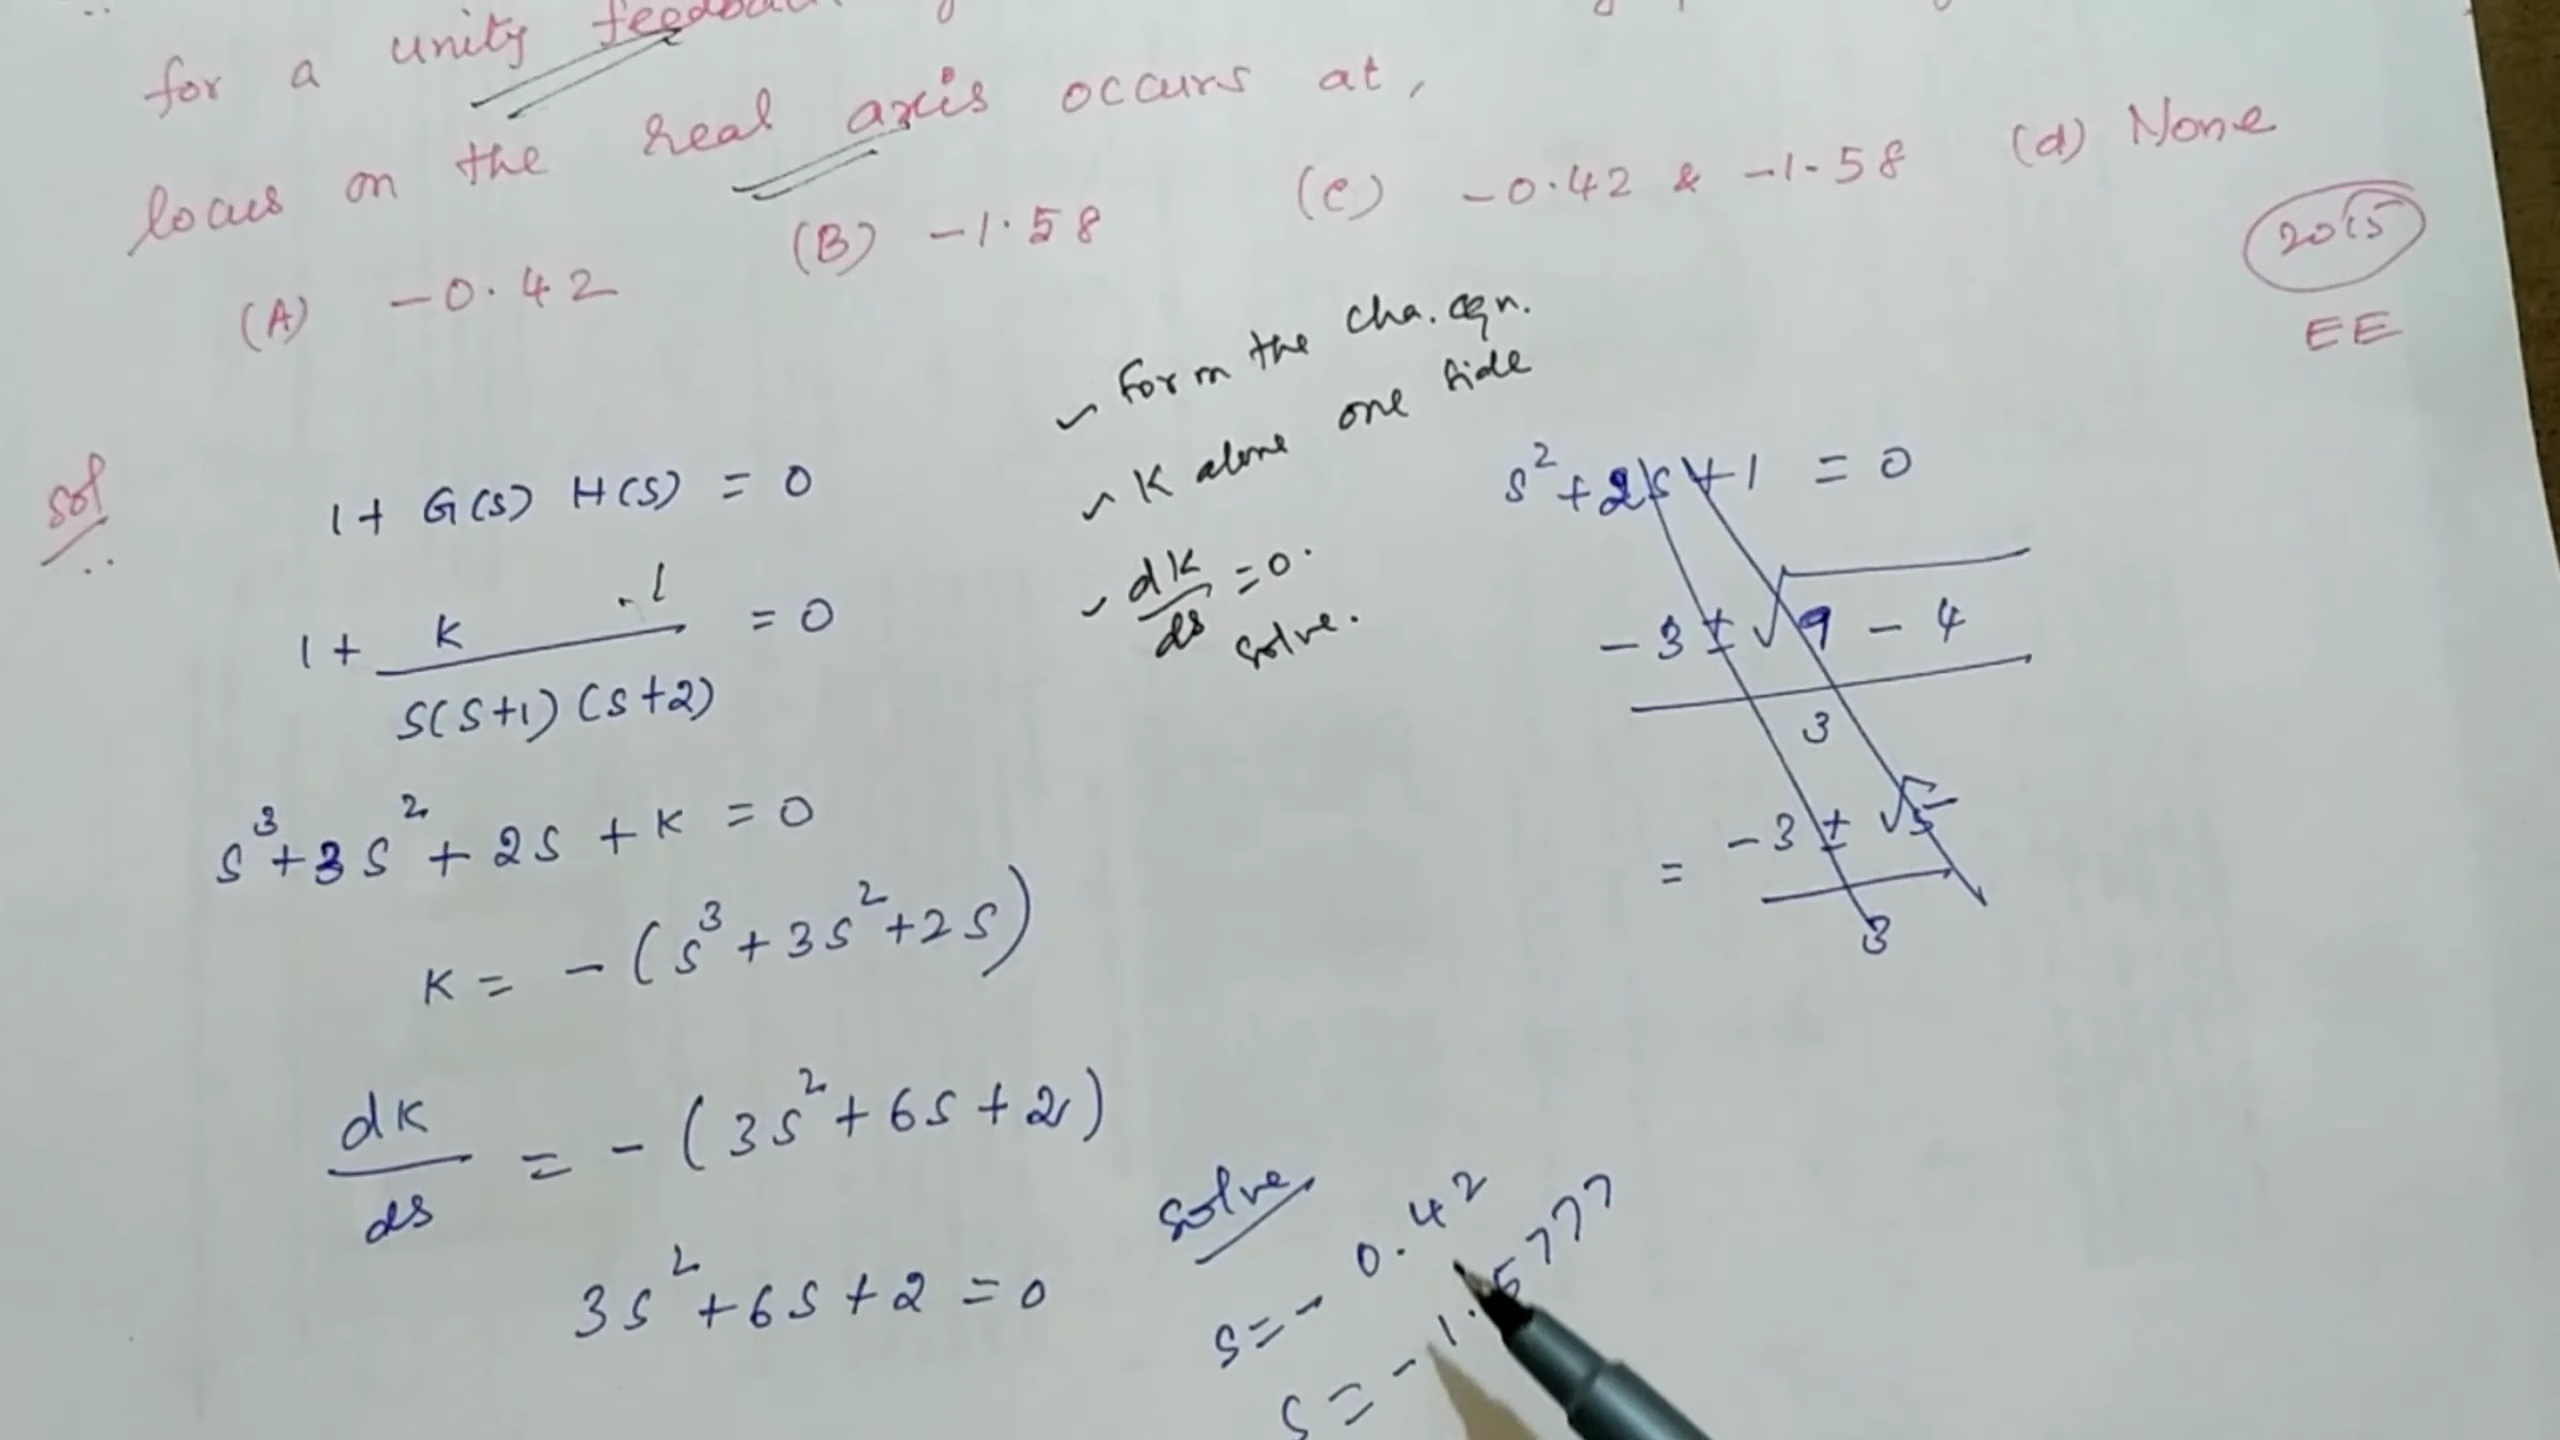 for a unity
locus on the real axis occurs at,
(A) -0.42 (B) -1.58 (C) -0.42 & -1.58 (d) None
2015
EE
Sol
1 + G(s) H(s) = 0
1 + K .1 / S(S+1)(S+2) = 0
s³+3s²+2s+K = 0
K = -(s³+3s²+2s)
dK/ds = -(3s²+6s+2)
3s²+6s+2 = 0
✓ Form the cha. eqn.
✓ K alone one side
✓ dK/ds = 0.
solve.
s²+2s+1 = 0
-3 ± √9 - 4 / 3
= -3 ± √5 / 3
Solve,
s = -0.42
s = -1.5777